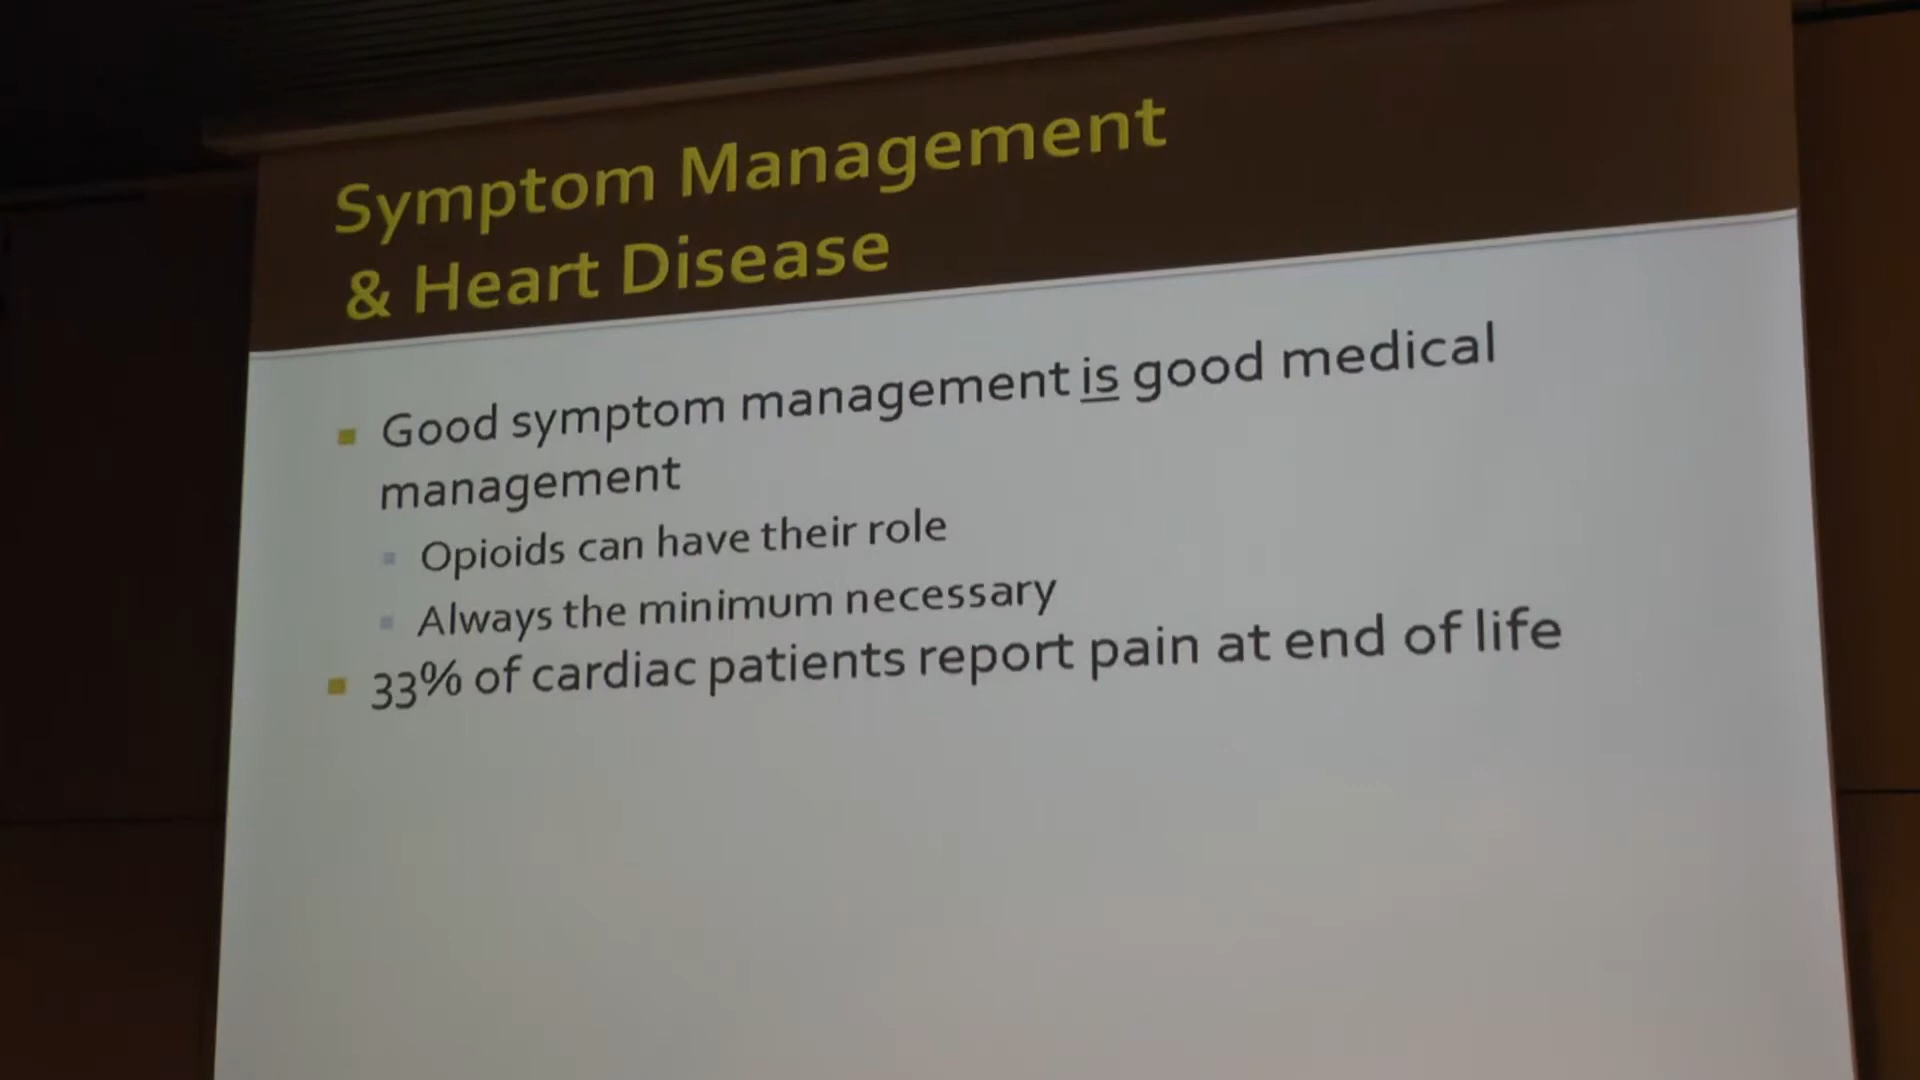 Symptom Management
& Heart Disease
Good symptom management is good medical
management
Opioids can have their role
Always the minimum necessary
33% of cardiac patients report pain at end of life